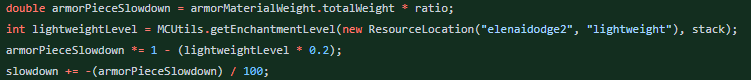 double armorPieceSlowdown = armorMaterialWeight.totalWeight * ratio;
int lightweightLevel = MCUtils.getEnchantmentLevel(new ResourceLocation("elenaidodge2", "lightweight"), stack);
armorPieceSlowdown *= 1 - (lightweightLevel * 0.2);
slowdown += -(armorPieceSlowdown) / 100;